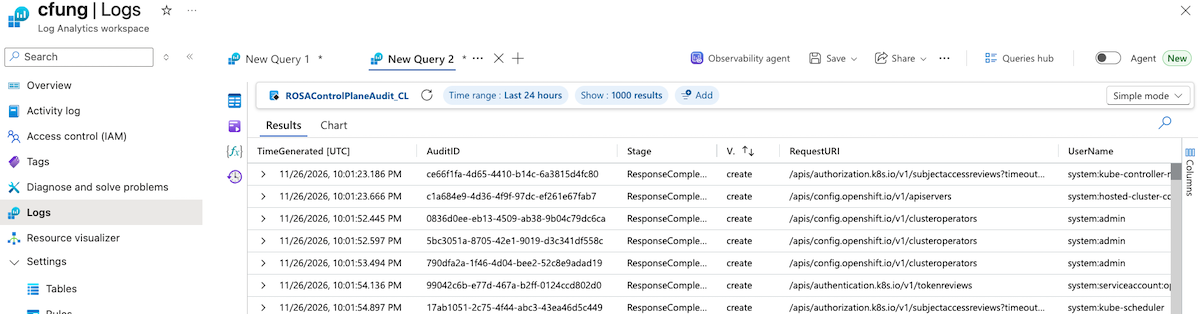 cfung | Logs
Log Analytics workspace
Search
Overview
Activity log
Access control (IAM)
Tags
Diagnose and solve problems
Logs
Resource visualizer
Settings
Tables
New Query 1 *
New Query 2 *
Observability agent
Save
Share
Queries hub
Agent New
ROSAControlPlaneAudit_CL
Time range : Last 24 hours
Show : 1000 results
Add
Simple mode
Results Chart
TimeGenerated [UTC] AuditID Stage V. RequestURI UserName
11/26/2026, 10:01:23.186 PM ce66f1fa-4d65-4410-b14c-6a3815d4fc80 ResponseComple... create /apis/authorization.k8s.io/v1/subjectaccessreviews?timeout... system:kube-controller-
11/26/2026, 10:01:23.666 PM c1a684e9-4d36-4f9f-97dc-ef261e67fab7 ResponseComple... create /apis/config.openshift.io/v1/apiservers system:hosted-cluster-
11/26/2026, 10:01:52.445 PM 0836d0ee-eb13-4509-ab38-9b04c79dc6ca ResponseComple... create /apis/config.openshift.io/v1/clusteroperators system:admin
11/26/2026, 10:01:52.597 PM 5bc3051a-8705-42e1-9019-d3c341df558c ResponseComple... create /apis/config.openshift.io/v1/clusteroperators system:admin
11/26/2026, 10:01:53.494 PM 790dfa2a-1f46-4d04-bee2-52c8e9adad19 ResponseComple... create /apis/config.openshift.io/v1/clusteroperators system:admin
11/26/2026, 10:01:54.136 PM 99042c6b-e77d-467a-b2ff-0124ccd802d0 ResponseComple... create /apis/authentication.k8s.io/v1/tokenreviews system:serviceaccount:
11/26/2026, 10:01:54.897 PM 17ab1051-2c75-4f44-abc3-43ea46d5c449 ResponseComple... create /apis/authorization.k8s.io/v1/subjectaccessreviews?timeout... system:kube-scheduler
Columns